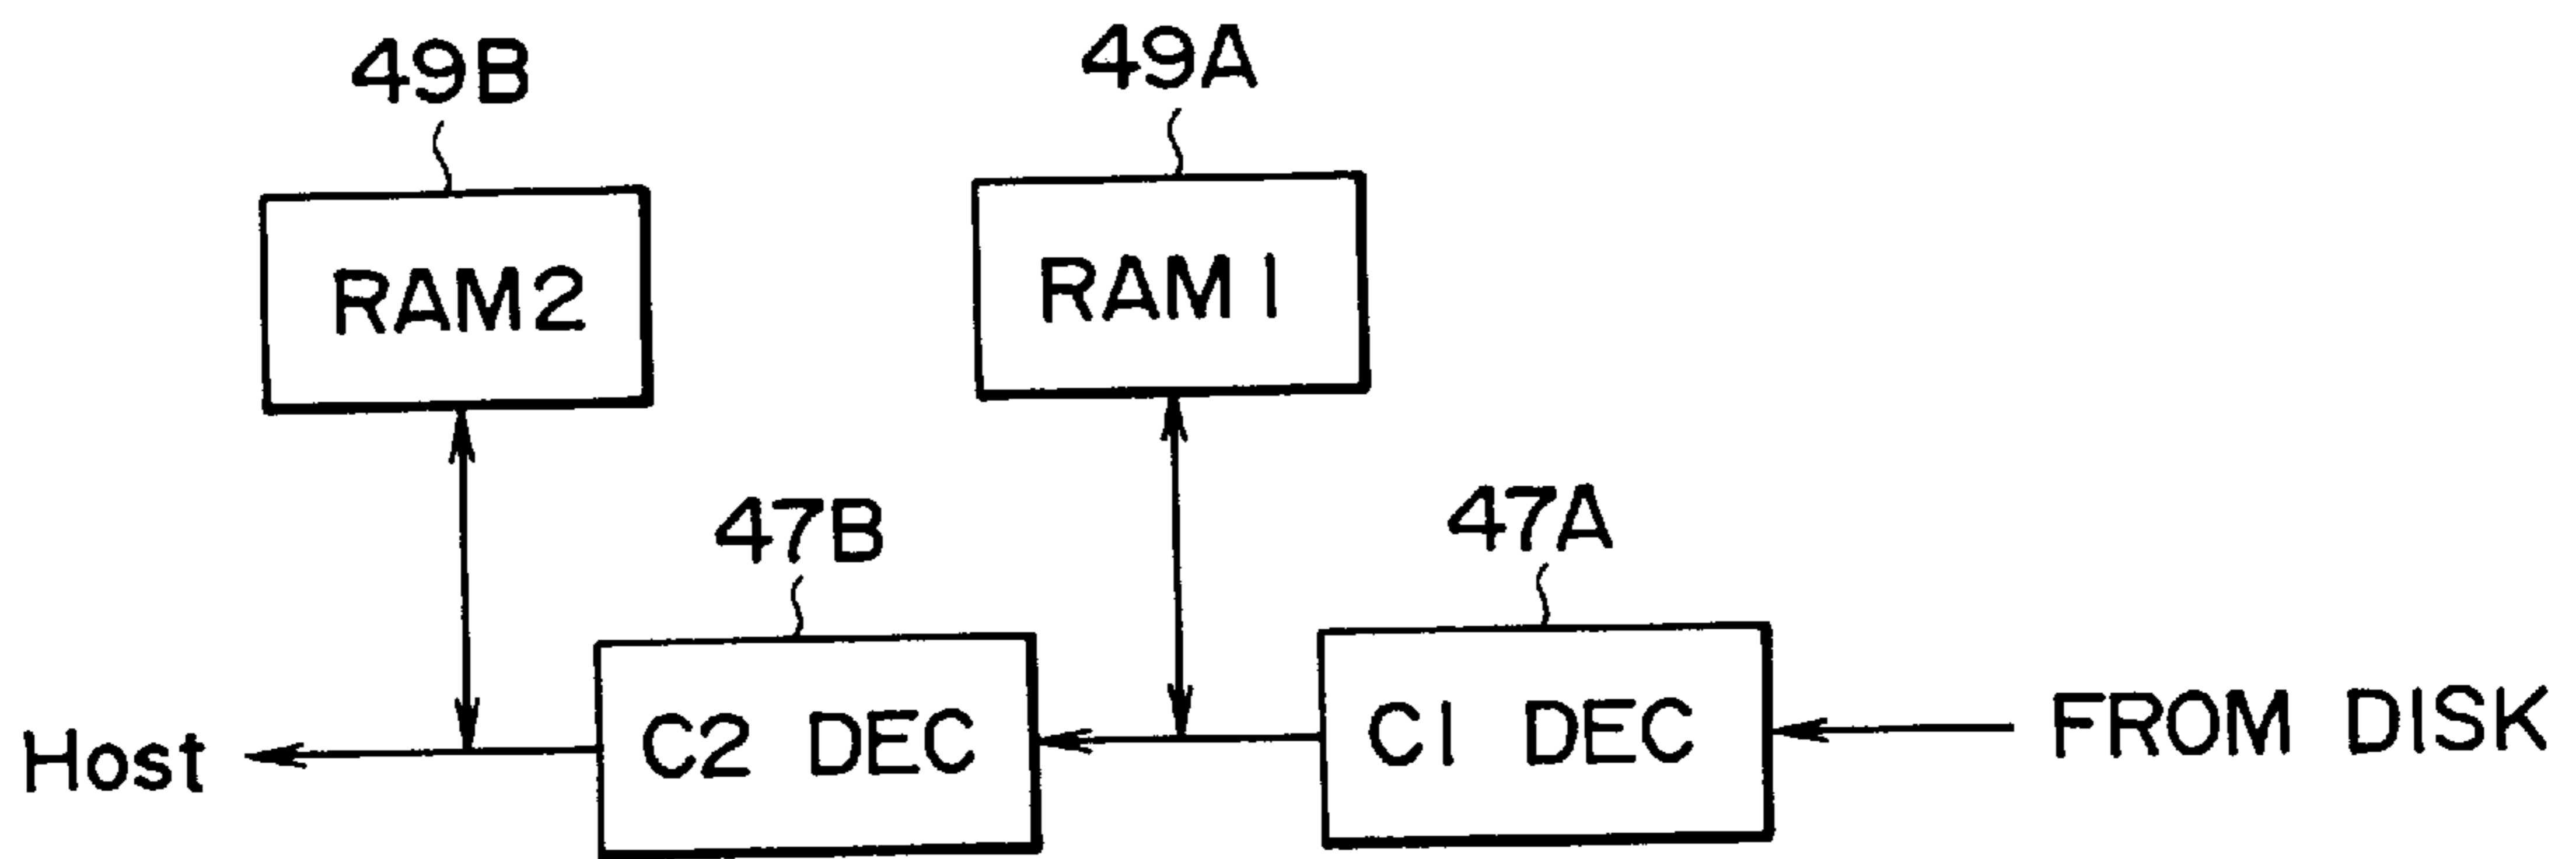 49B
49A
RAM2
RAM1
47B
47A
Host
C2 DEC
C1 DEC
FROM DISK